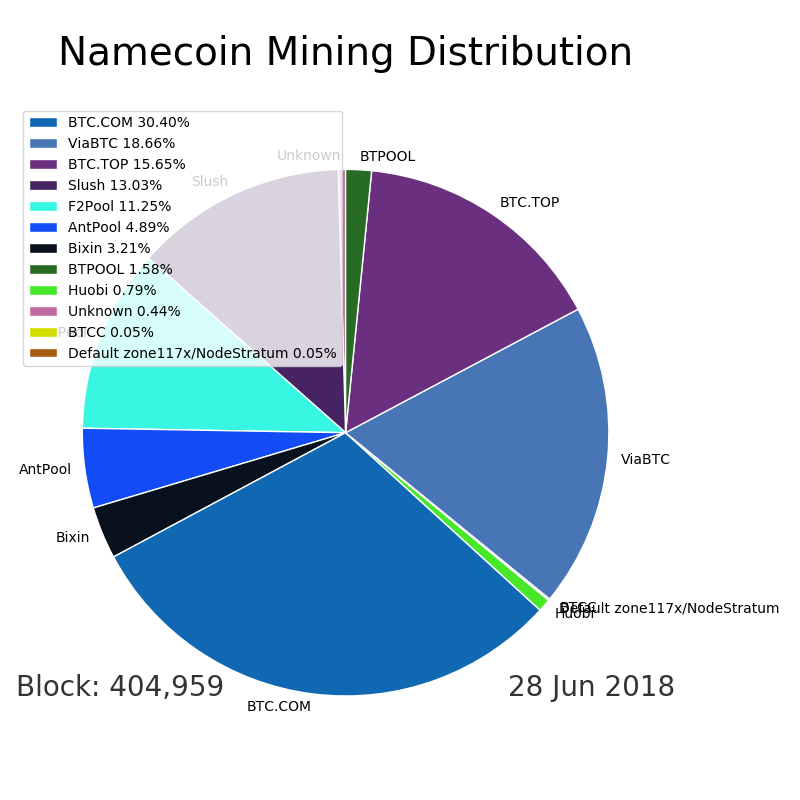 Namecoin Mining Distribution
BTC.COM 30.40%
ViaBTC 18.66%
BTC.TOP 15.65%
Slush 13.03%
F2Pool 11.25%
AntPool 4.89%
Bixin 3.21%
BTPOOL 1.58%
Huobi 0.79%
Unknown 0.44%
BTCC 0.05%
Default zone117x/NodeStratum 0.05%
Unknown
BTPOOL
Slush
BTC.TOP
ViaBTC
AntPool
Bixin
BTCC
Default zone117x/NodeStratum
Huobi
BTC.COM
Block: 404,959
28 Jun 2018